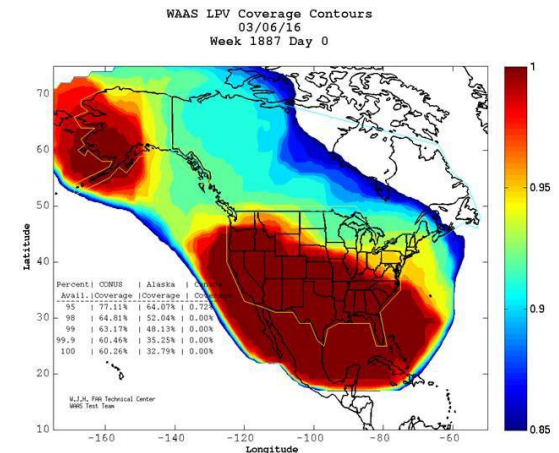 WAAS LPV Coverage Contours
03/06/16
Week 1887 Day 0
1
70
60
0.95
50
Latitude
40
Percent| CONUS | Alaska |
Avail. |Coverage |Coverage |
95 | 77.11% | 64.07% | 0.72%
0.9
30
98 | 64.81% | 52.04% | 0.00%
99 | 63.17% | 48.13% | 0.00%
99.9 | 60.46% | 35.25% | 0.00%
100 | 60.26% | 32.79% | 0.00%
20
W.J.H. FAA Technical Center
WAAS Test Team
10
0.85
-160 -140 -120 -100 -80 -60
Longitude